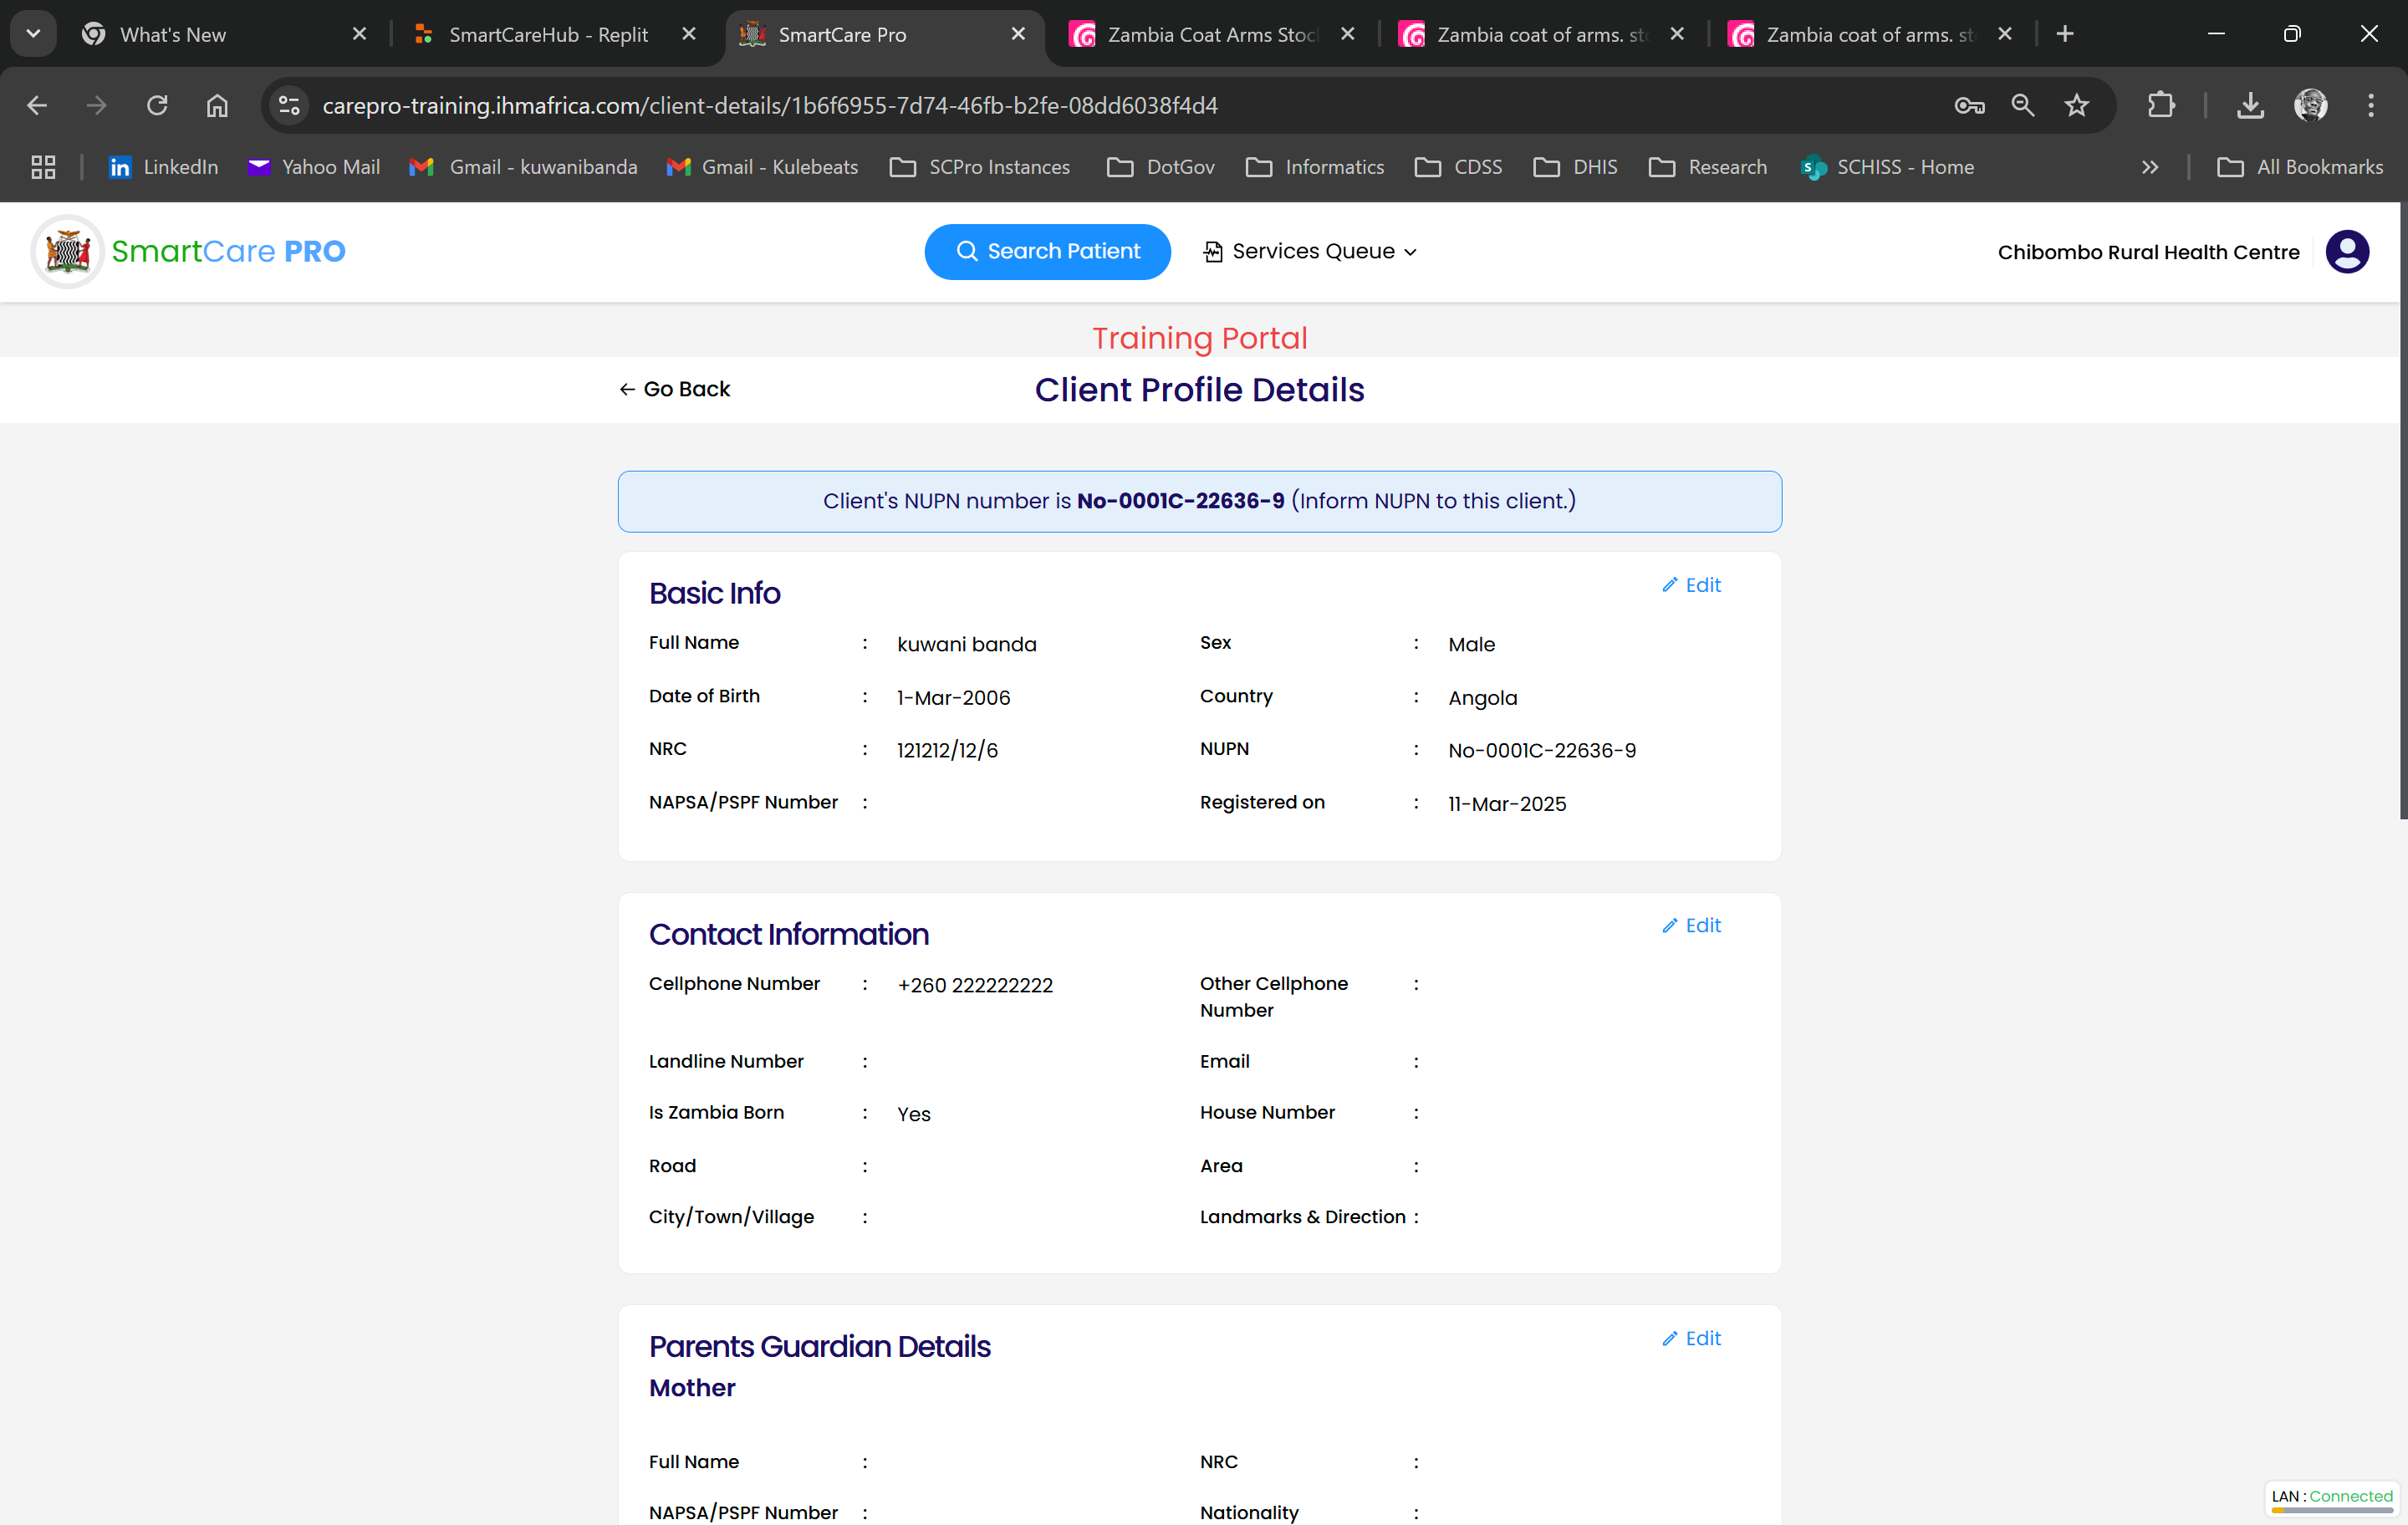 What's New
SmartCareHub - Replit
SmartCare Pro
Zambia Coat Arms Stoc
Zambia coat of arms. st
Zambia coat of arms. st
carepro-training.ihmafrica.com/client-details/1b6f6955-7d74-46fb-b2fe-08dd6038f4d4
LinkedIn
Yahoo Mail
Gmail - kuwanibanda
Gmail - Kulebeats
SCPro Instances
DotGov
Informatics
CDSS
DHIS
Research
SCHISS - Home
All Bookmarks
SmartCare PRO
Search Patient
Services Queue
Chibombo Rural Health Centre
Training Portal
← Go Back
Client Profile Details
Client's NUPN number is No-0001C-22636-9 (Inform NUPN to this client.)
Basic Info
Edit
Full Name : kuwani banda
Sex : Male
Date of Birth : 1-Mar-2006
Country : Angola
NRC : 121212/12/6
NUPN : No-0001C-22636-9
NAPSA/PSPF Number :
Registered on : 11-Mar-2025
Contact Information
Edit
Cellphone Number : +260 222222222
Other Cellphone :
Number
Landline Number :
Email :
Is Zambia Born : Yes
House Number :
Road :
Area :
City/Town/Village :
Landmarks & Direction :
Parents Guardian Details
Edit
Mother
Full Name :
NRC :
NAPSA/PSPF Number :
Nationality :
LAN : Connected